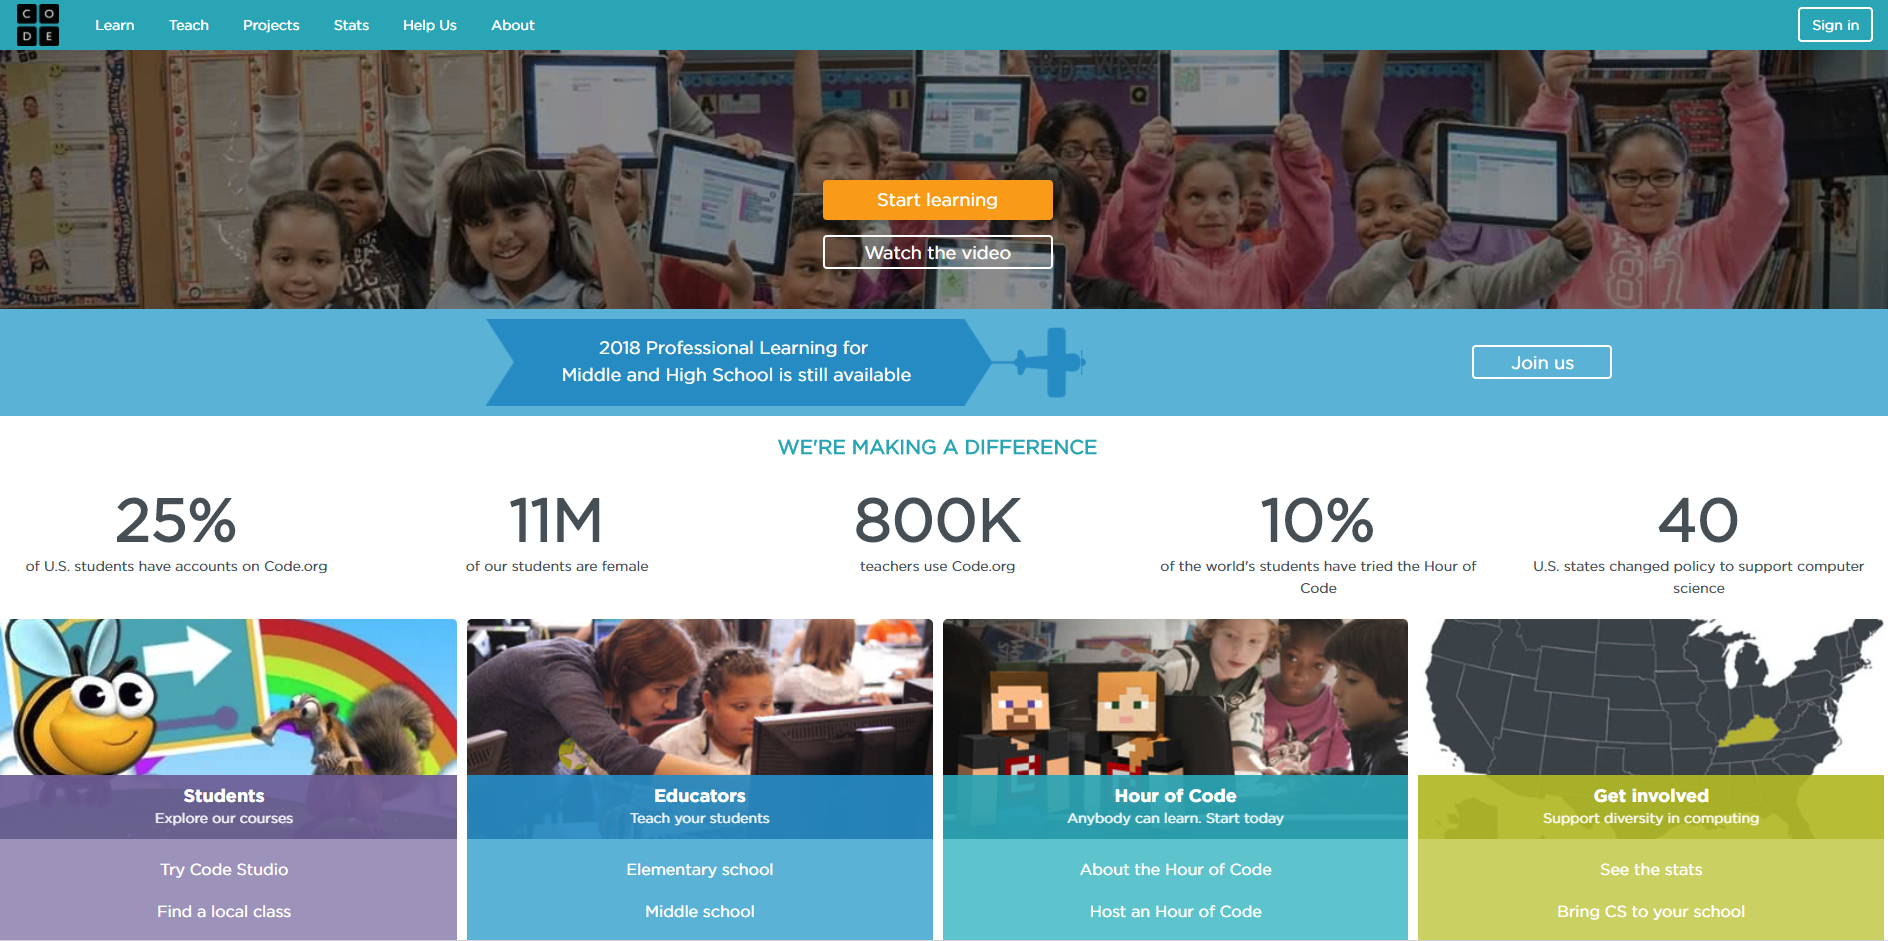 C O
D E
Learn
Teach
Projects
Stats
Help Us
About
Sign in
Start learning
Watch the video
2018 Professional Learning for
Middle and High School is still available
Join us
WE'RE MAKING A DIFFERENCE
25%
of U.S. students have accounts on Code.org
11M
of our students are female
800K
teachers use Code.org
10%
of the world's students have tried the Hour of
Code
40
U.S. states changed policy to support computer
science
Students
Explore our courses
Try Code Studio
Find a local class
Educators
Teach your students
Elementary school
Middle school
Hour of Code
Anybody can learn. Start today
About the Hour of Code
Host an Hour of Code
Get involved
Support diversity in computing
See the stats
Bring CS to your school
87